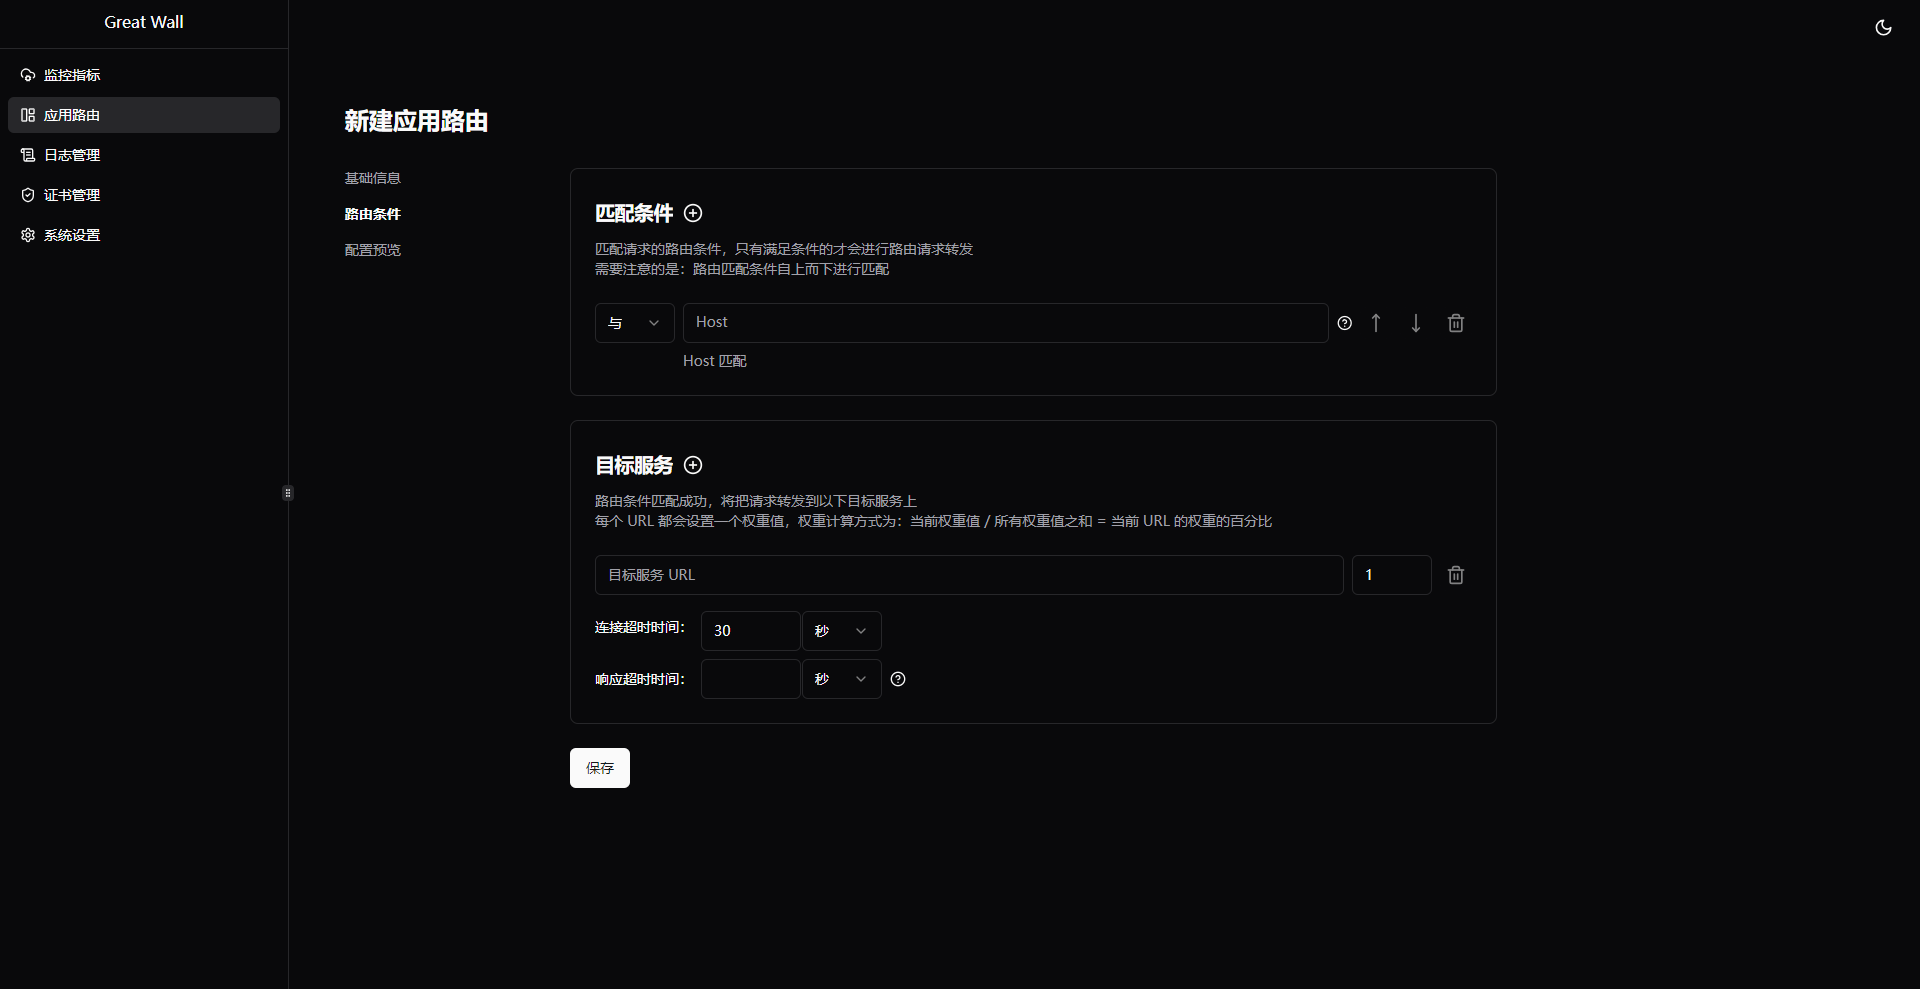 Great Wall
监控指标
应用路由
日志管理
证书管理
系统设置
新建应用路由
基础信息
路由条件
配置预览
匹配条件
匹配请求的路由条件，只有满足条件的才会进行路由请求转发
需要注意的是：路由匹配条件自上而下进行匹配
与
Host
Host 匹配
目标服务
路由条件匹配成功，将把请求转发到以下目标服务上
每个 URL 都会设置一个权重值，权重计算方式为：当前权重值 / 所有权重值之和 = 当前 URL 的权重的百分比
目标服务 URL
1
连接超时时间：
30
秒
响应超时时间：
秒
保存